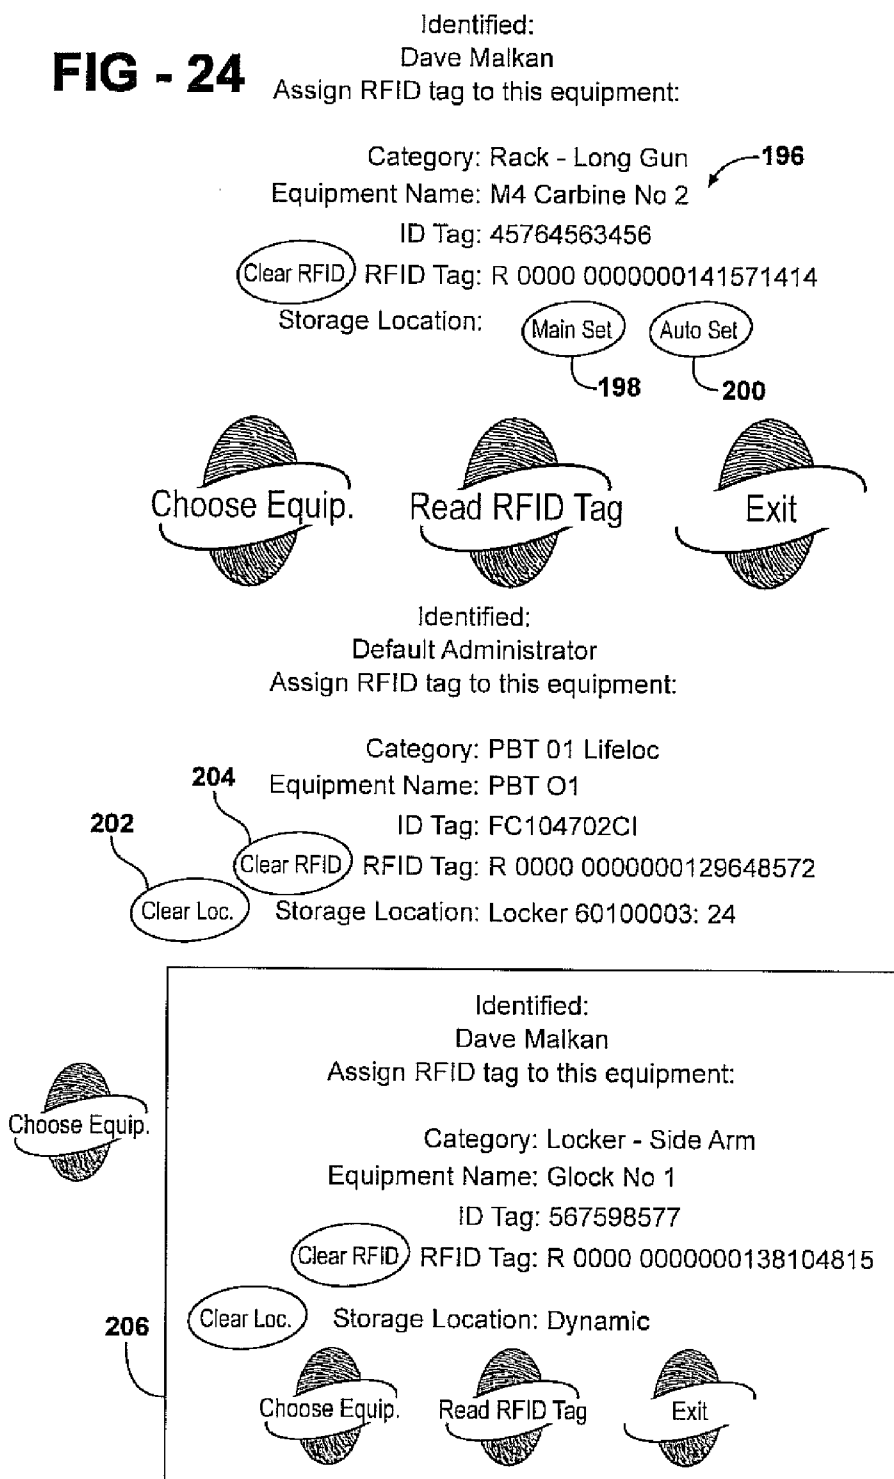 FIG - 24
Identified:
Dave Malkan
Assign RFID tag to this equipment:
Category: Rack - Long Gun
196
Equipment Name: M4 Carbine No 2
ID Tag: 45764563456
Clear RFID RFID Tag: R 0000 0000000141571414
Storage Location: Main Set Auto Set
198 200
Choose Equip. Read RFID Tag Exit
Identified:
Default Administrator
Assign RFID tag to this equipment:
Category: PBT 01 Lifeloc
204
Equipment Name: PBT O1
202
ID Tag: FC104702CI
Clear RFID RFID Tag: R 0000 0000000129648572
Clear Loc. Storage Location: Locker 60100003: 24
Choose Equip.
Identified:
Dave Malkan
Assign RFID tag to this equipment:
Category: Locker - Side Arm
Equipment Name: Glock No 1
ID Tag: 567598577
Clear RFID RFID Tag: R 0000 0000000138104815
Clear Loc. Storage Location: Dynamic
206
Choose Equip. Read RFID Tag Exit